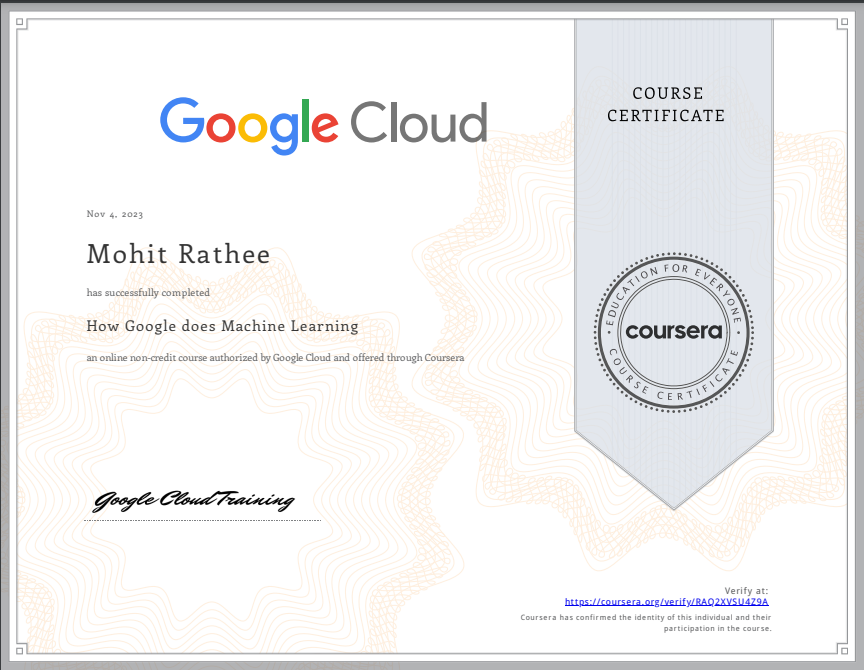 COURSE
CERTIFICATE
Google Cloud
Nov 4, 2023
Mohit Rathee
has successfully completed
How Google does Machine Learning
an online non-credit course authorized by Google Cloud and offered through Coursera
EDUCATION FOR EVERYONE
coursera
COURSE CERTIFICATE
Google Cloud Training
Verify at:
https://coursera.org/verify/RAQ2XVSU4Z9A
Coursera has confirmed the identity of this individual and their
participation in the course.